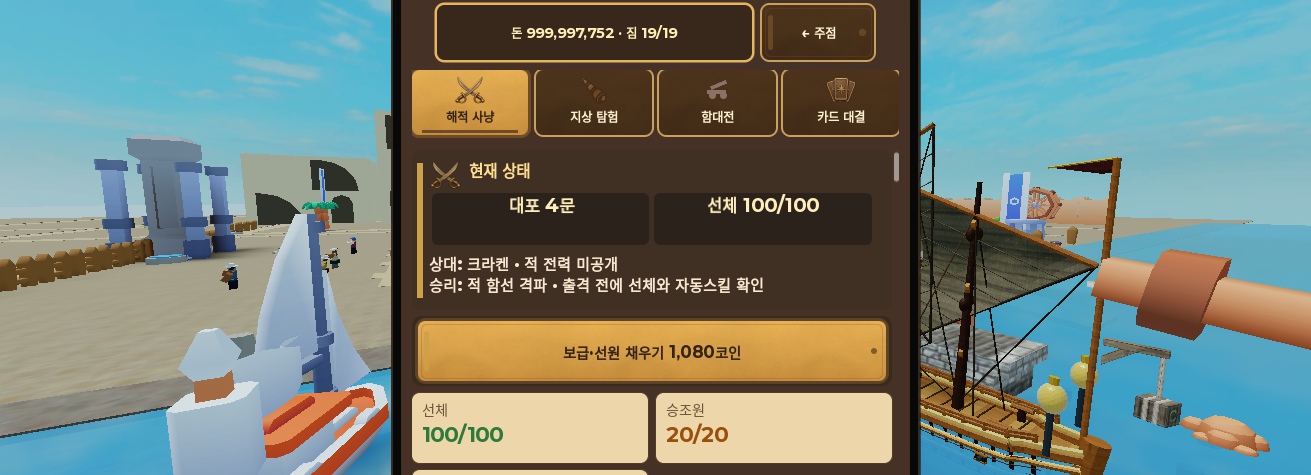 돈 999,997,752 · 짐 19/19
← 주점
해적 사냥
지상 탐험
함대전
카드 대결
현재 상태
대포 4문
선체 100/100
상대: 크라켄 • 적 전력 미공개
승리: 적 함선 격파 • 출격 전에 선체와 자동스킬 확인
보급·선원 채우기 1,080코인
선체
승조원
100/100
20/20